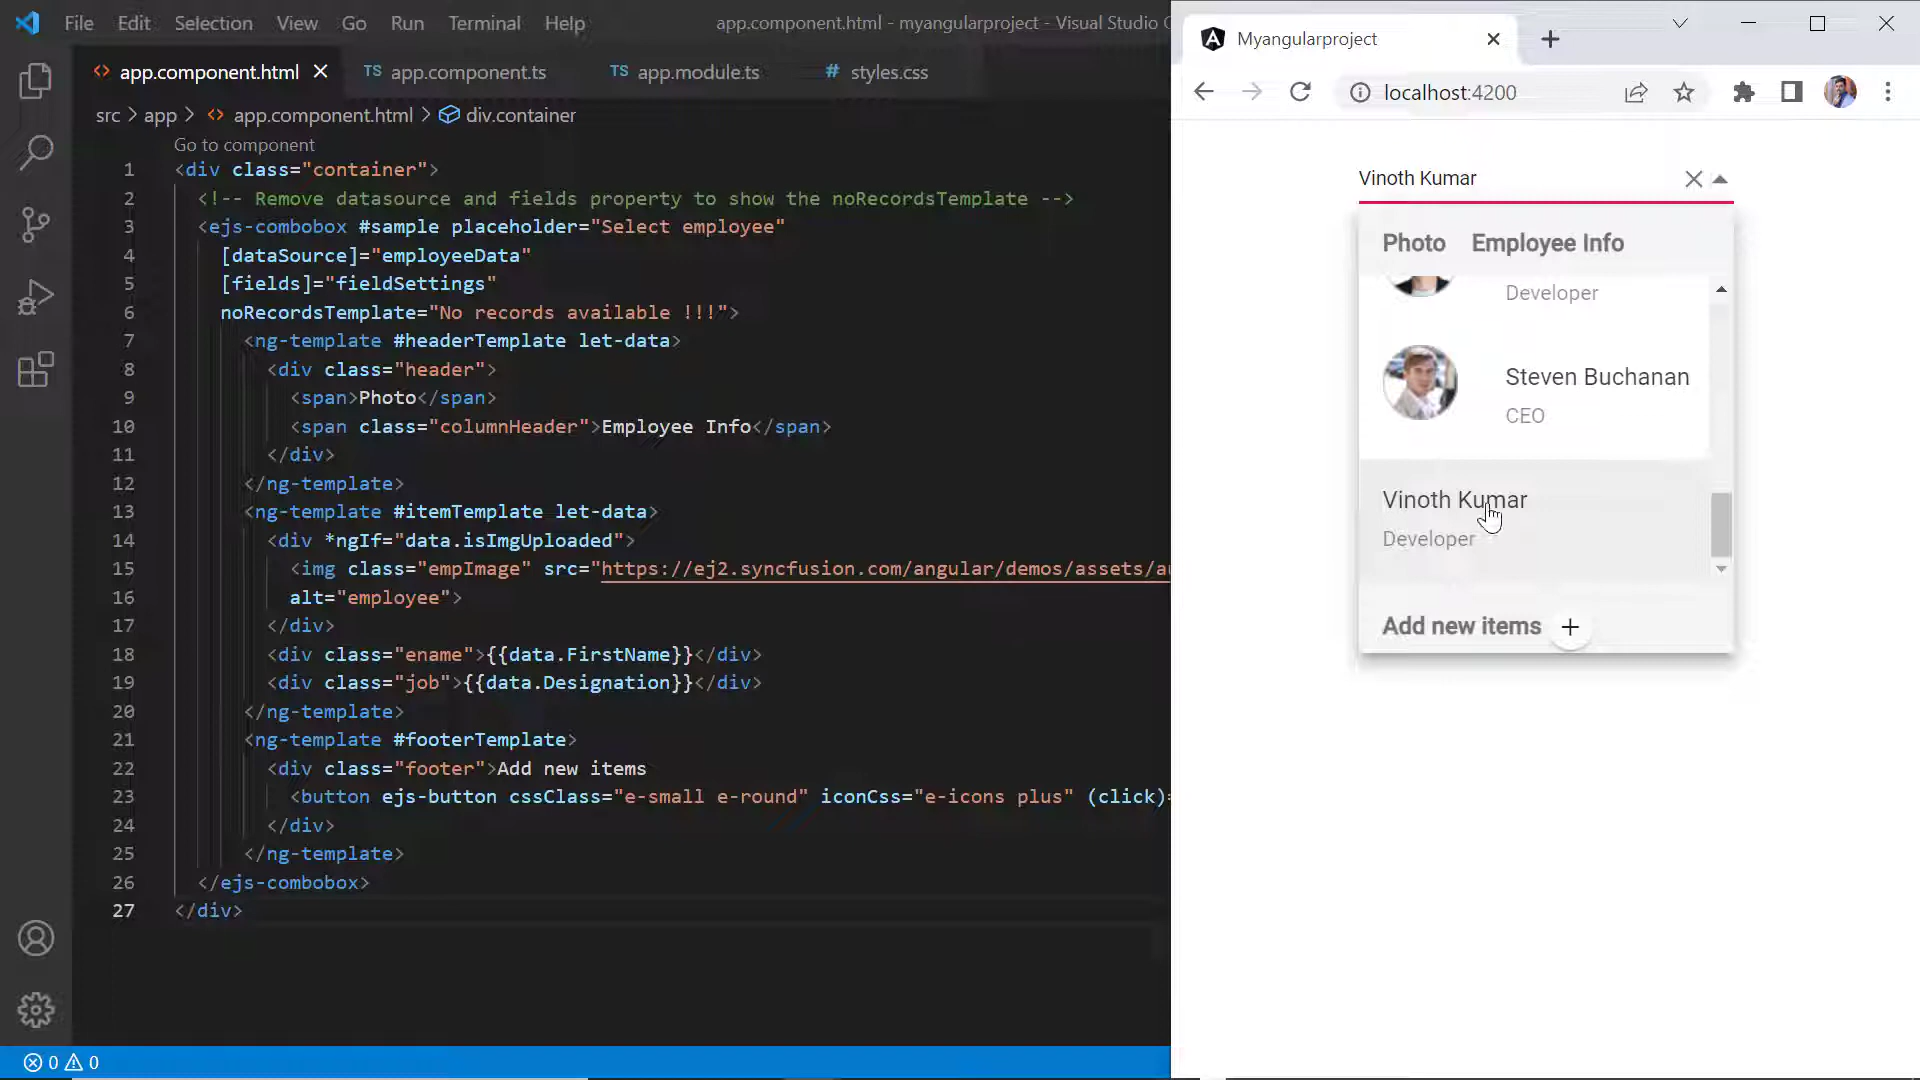 File Edit Selection View Go Run Terminal Help
app.component.html - myangularproject - Visual Studio C
app.component.html
TS app.component.ts
TS app.module.ts
# styles.css
src > app > app.component.html > div.container
Go to component
1 <div class="container">
2 <!-- Remove datasource and fields property to show the noRecordsTemplate -->
3 <ejs-combobox #sample placeholder="Select employee"
4 [dataSource]="employeeData"
5 [fields]="fieldSettings"
6 noRecordsTemplate="No records available !!!">
7 <ng-template #headerTemplate let-data>
8 <div class="header">
9 <span>Photo</span>
10 <span class="columnHeader">Employee Info</span>
11 </div>
12 </ng-template>
13 <ng-template #itemTemplate let-data>
14 <div *ngIf="data.isImgUploaded">
15 <img class="empImage" src="https://ej2.syncfusion.com/angular/demos/assets/au
16 alt="employee">
17 </div>
18 <div class="ename">{{data.FirstName}}</div>
19 <div class="job">{{data.Designation}}</div>
20 </ng-template>
21 <ng-template #footerTemplate>
22 <div class="footer">Add new items
23 <button ejs-button cssClass="e-small e-round" iconCss="e-icons plus" (click)=
24 </div>
25 </ng-template>
26 </ejs-combobox>
27 </div>
0 0
Myangularproject
localhost:4200
Vinoth Kumar
Photo Employee Info
Developer
Steven Buchanan
CEO
Vinoth Kumar
Developer
Add new items +